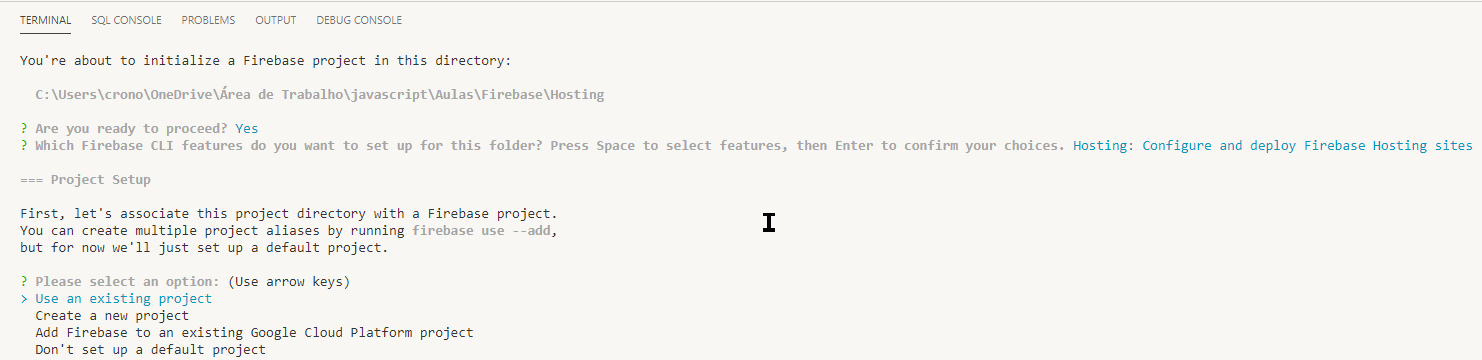 TERMINAL SQL CONSOLE PROBLEMS OUTPUT DEBUG CONSOLE
You're about to initialize a Firebase project in this directory:
C:\Users\crono\OneDrive\Área de Trabalho\javascript\Aulas\Firebase\Hosting
? Are you ready to proceed? Yes
? Which Firebase CLI features do you want to set up for this folder? Press Space to select features, then Enter to confirm your choices. Hosting: Configure and deploy Firebase Hosting sites
=== Project Setup
First, let's associate this project directory with a Firebase project.
You can create multiple project aliases by running firebase use --add,
but for now we'll just set up a default project.
? Please select an option: (Use arrow keys)
> Use an existing project
Create a new project
Add Firebase to an existing Google Cloud Platform project
Don't set up a default project